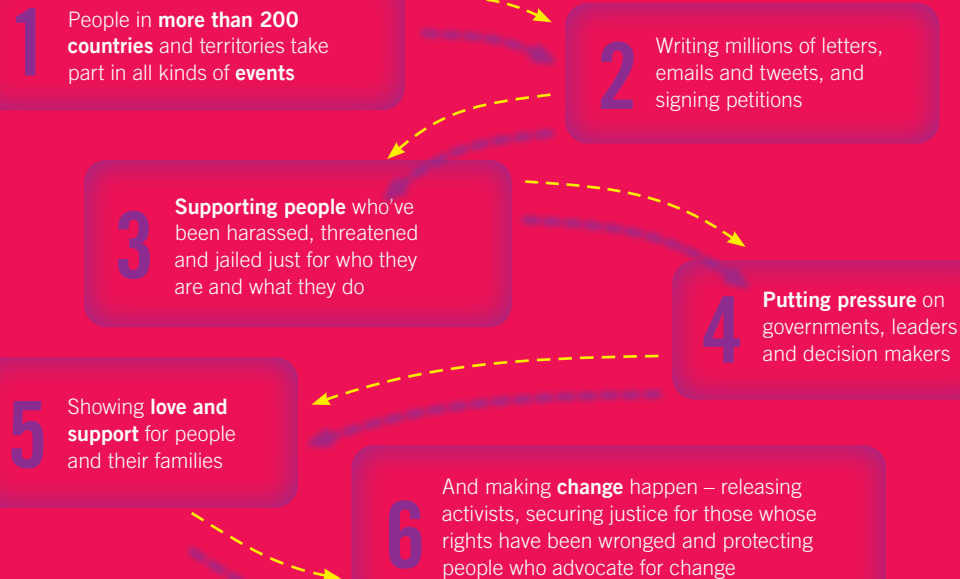 1
People in more than 200
countries and territories take
part in all kinds of events
2
Writing millions of letters,
emails and tweets, and
signing petitions
3
Supporting people who've
been harassed, threatened
and jailed just for who they
are and what they do
4
Putting pressure on
governments, leaders
and decision makers
5
Showing love and
support for people
and their families
6
And making change happen – releasing
activists, securing justice for those whose
rights have been wronged and protecting
people who advocate for change